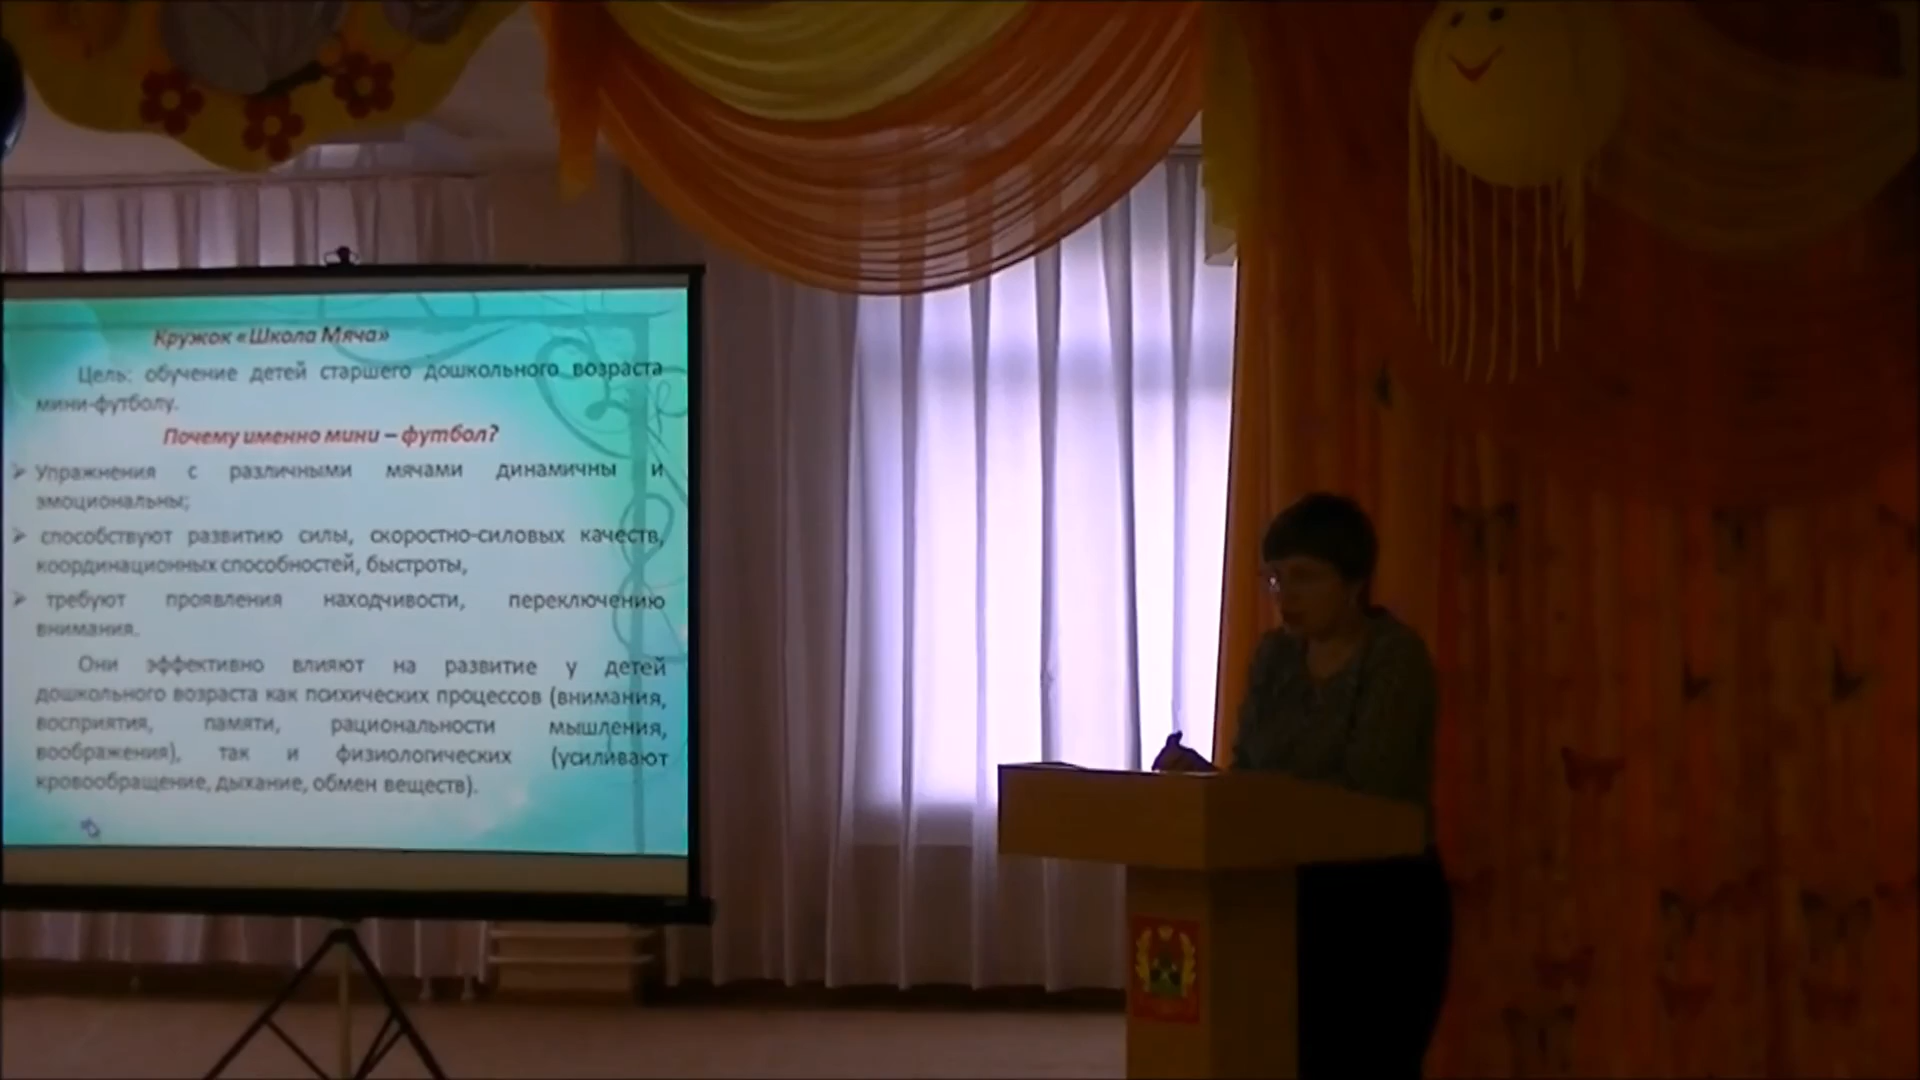 Кружок «Школа Мяча»
Цель: обучение детей старшего дошкольного возраста
мини-футболу.
Почему именно мини – футбол?
Упражнения с различными мячами динамичны и
эмоциональны;
способствуют развитию силы, скоростно-силовых качеств,
координационных способностей, быстроты,
требуют проявления находчивости, переключению
внимания.
Они эффективно влияют на развитие у детей
дошкольного возраста как психических процессов (внимания,
восприятия, памяти, рациональности мышления,
воображения), так и физиологических (усиливают
кровообращение, дыхание, обмен веществ).